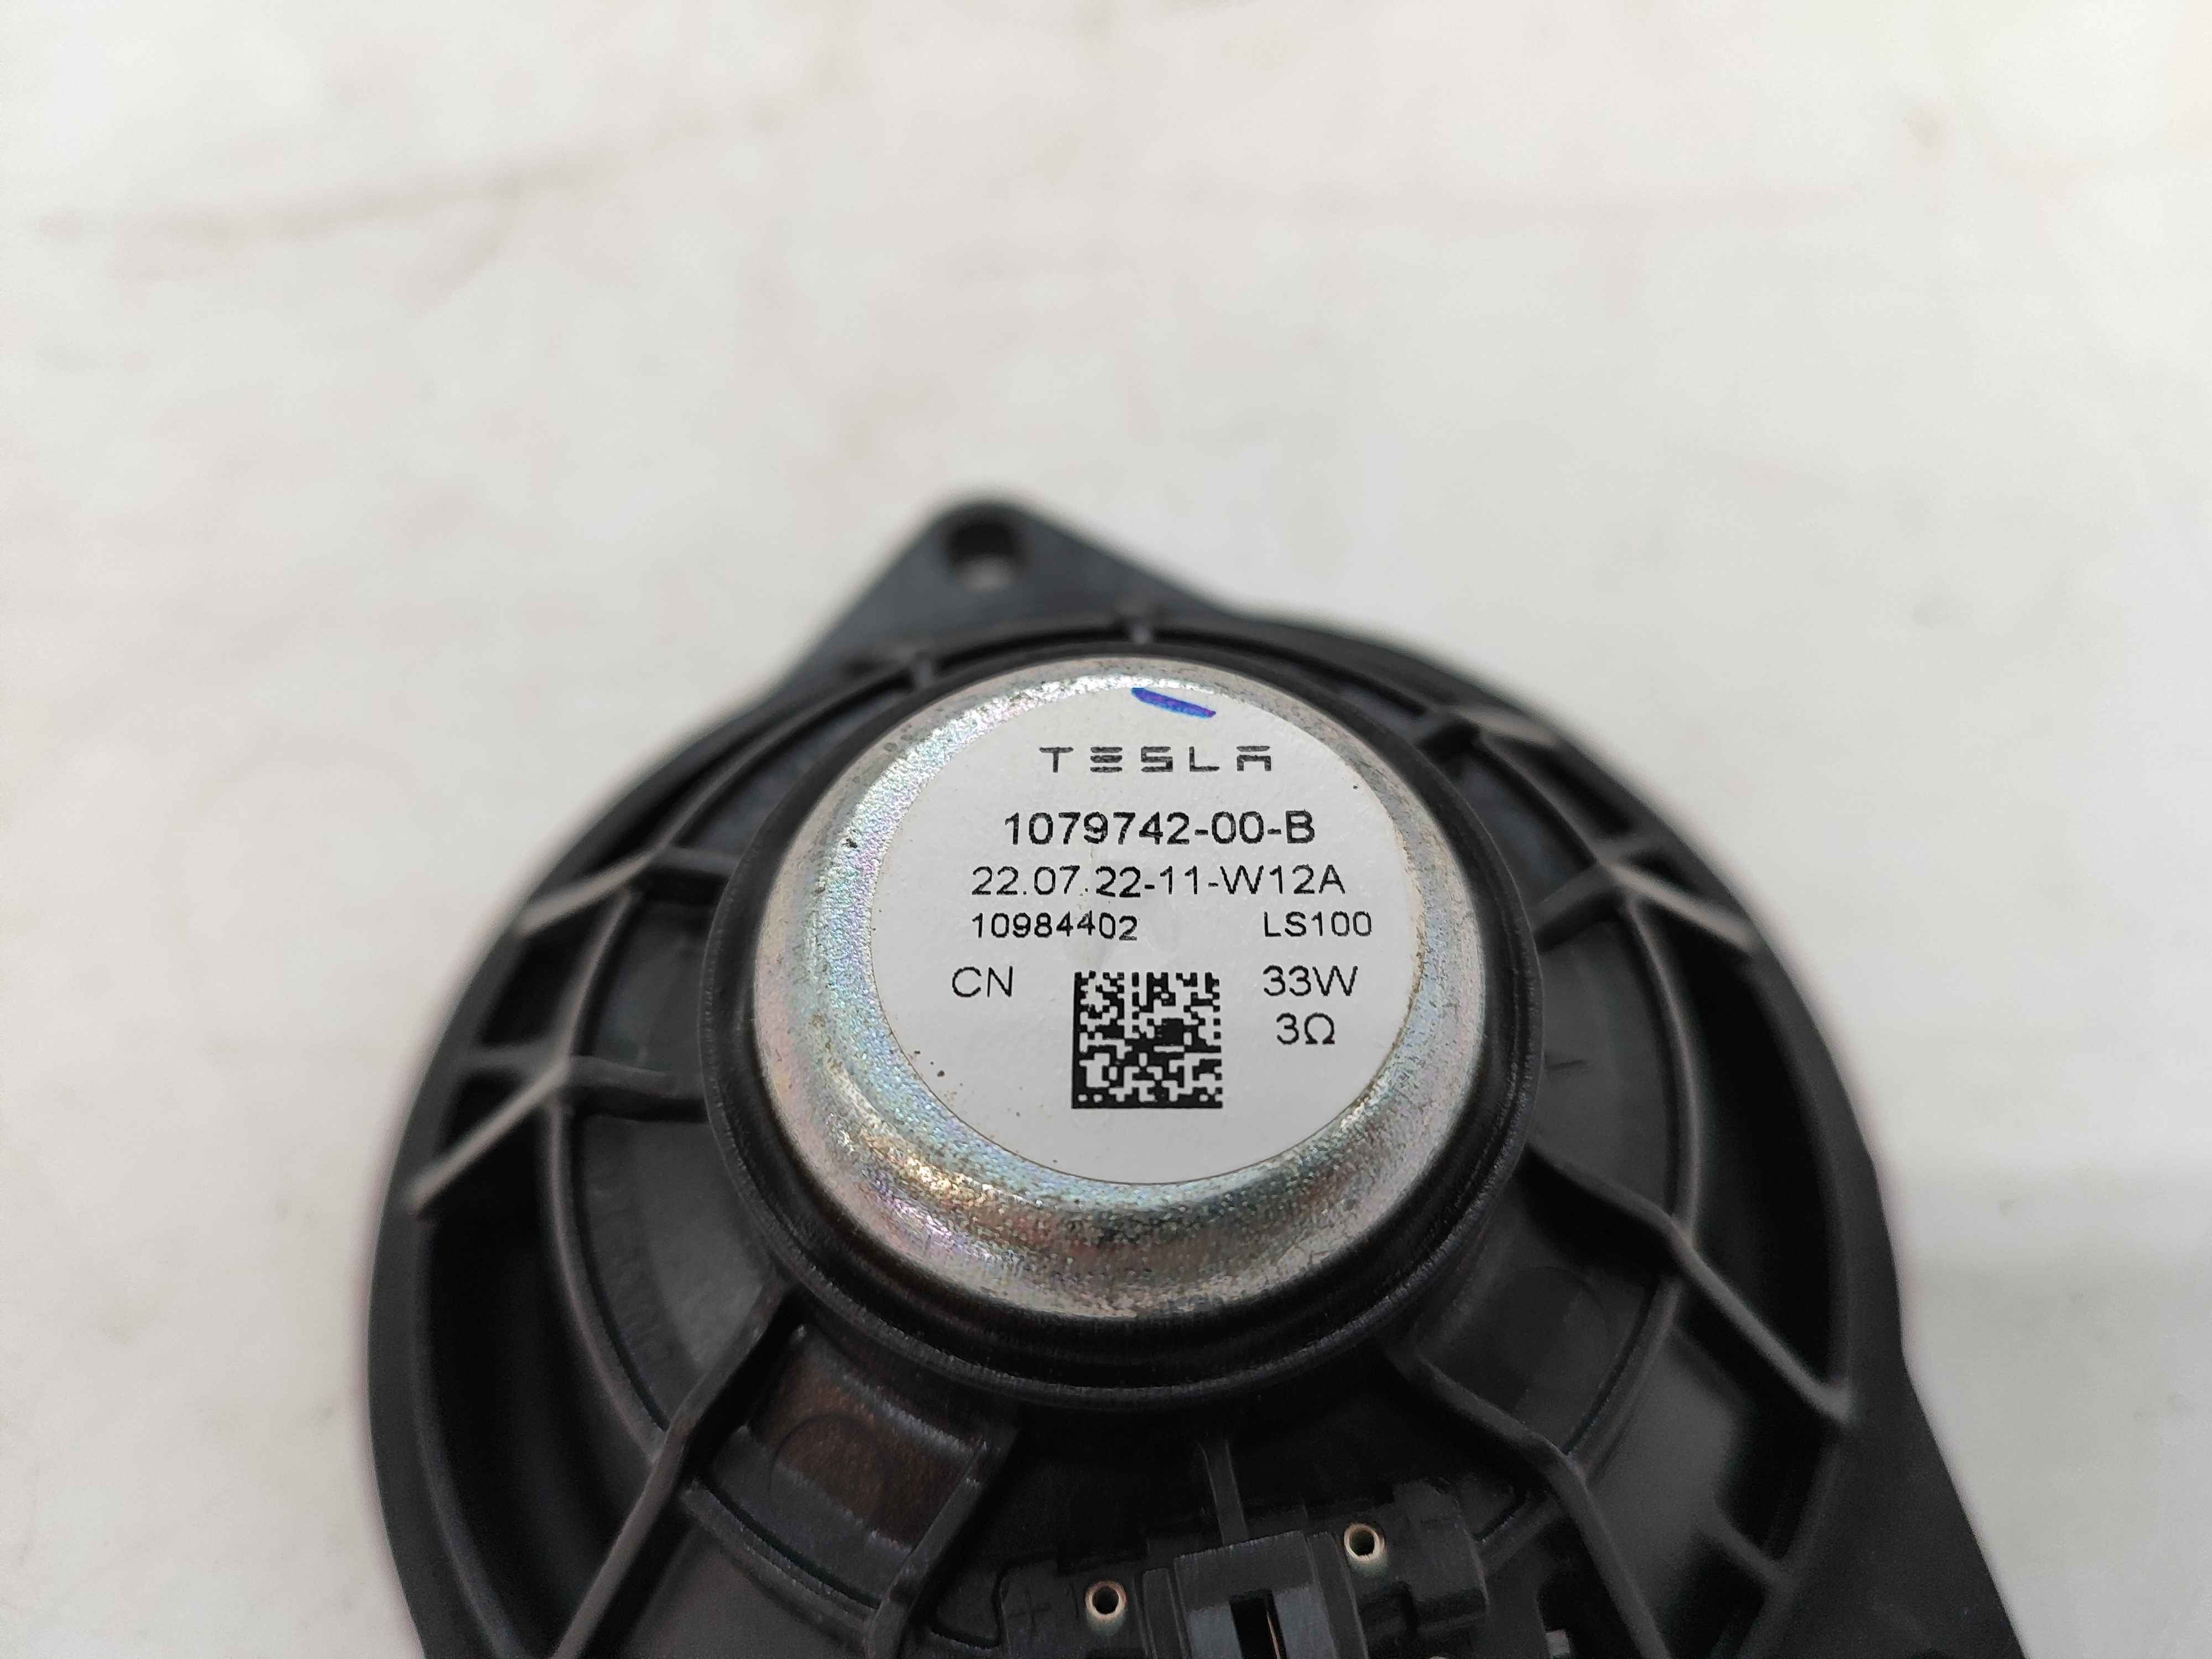 TESLA
1079742-00-B
22.07.22-11-W12A
10984402 LS100
CN 33W
3Ω
+